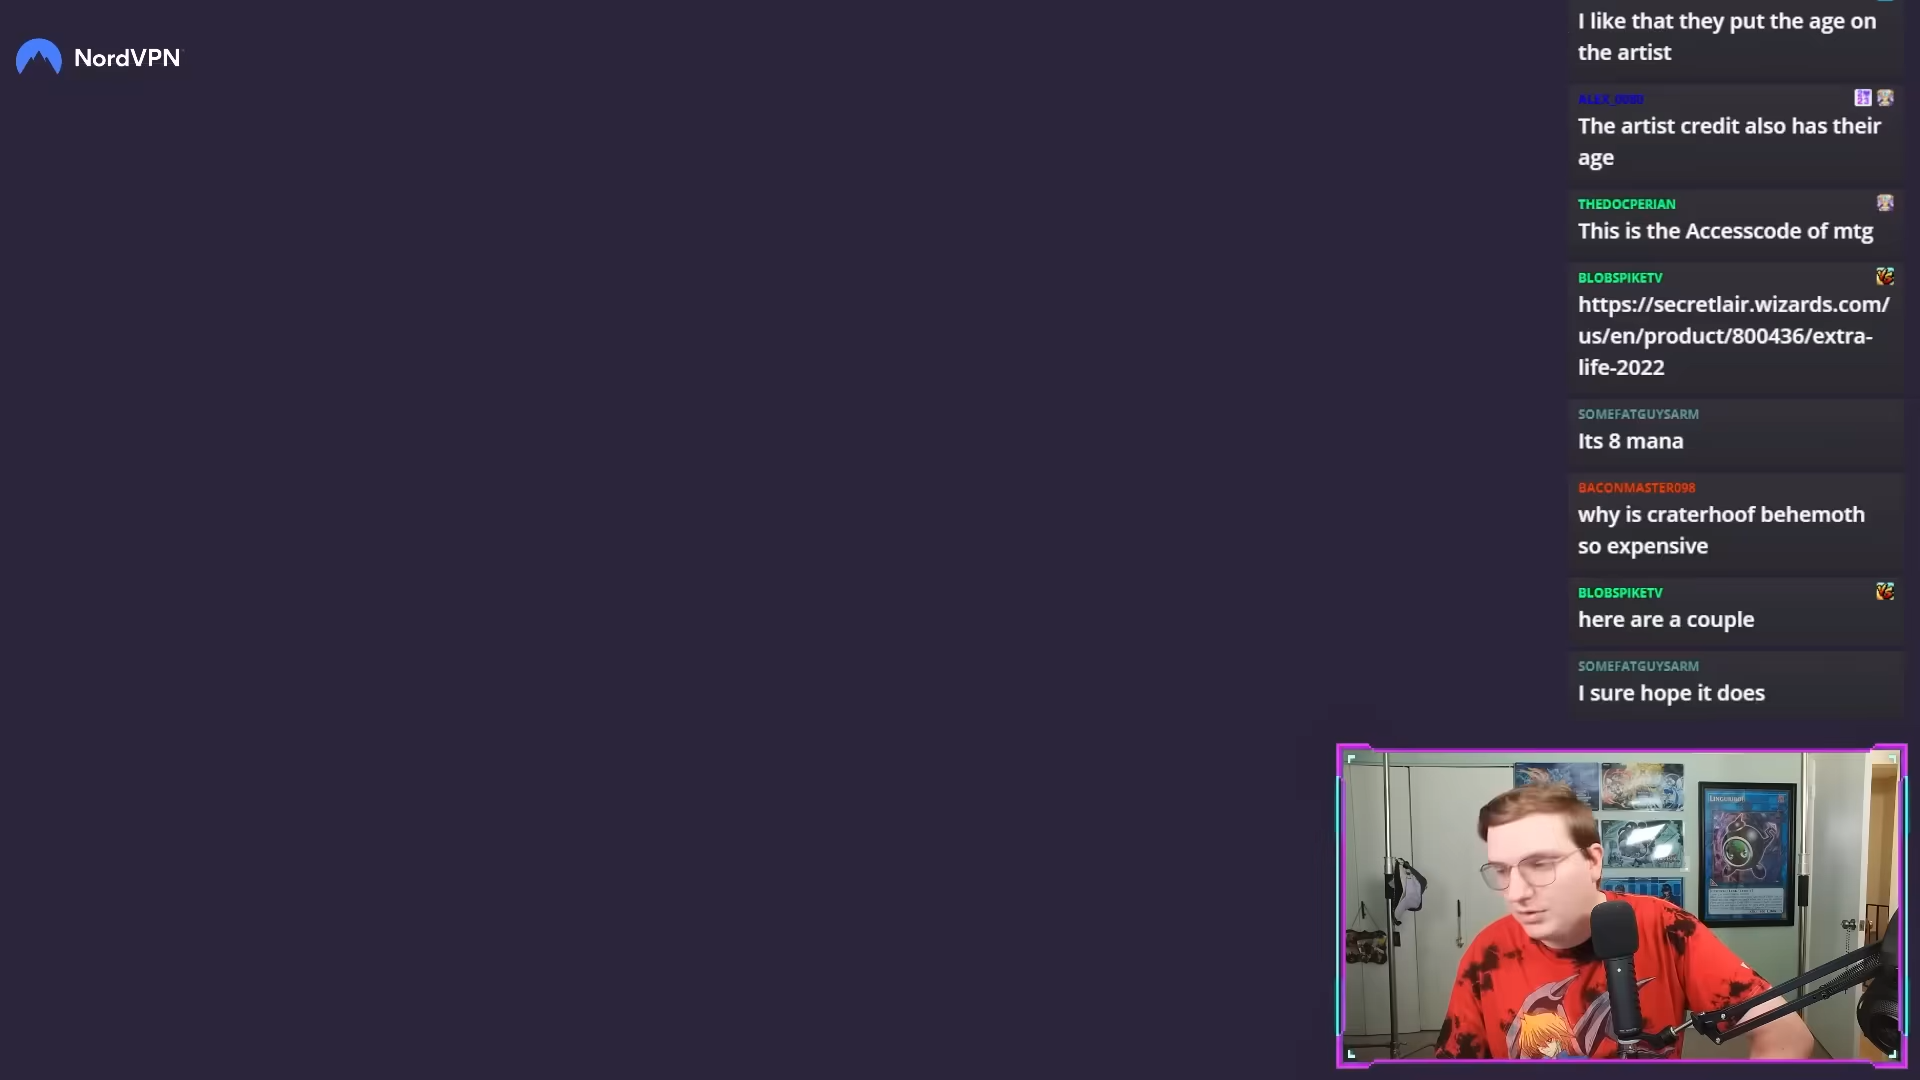 NordVPN
I like that they put the age on
the artist
ALEX_0080
The artist credit also has their
age
THEDOCPERIAN
This is the Accesscode of mtg
BLOBSPIKETV
https://secretlair.wizards.com/
us/en/product/800436/extra-
life-2022
SOMEFATGUYSARM
Its 8 mana
BACONMASTER098
why is craterhoof behemoth
so expensive
BLOBSPIKETV
here are a couple
SOMEFATGUYSARM
I sure hope it does
LINKURIBOH